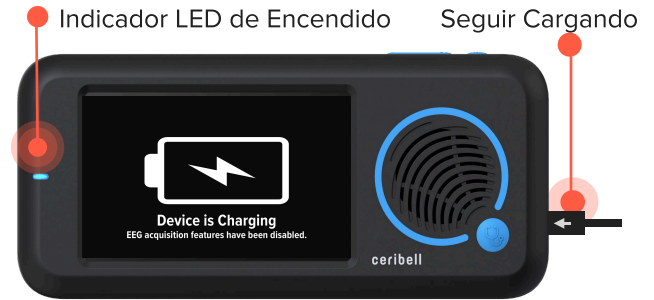 Indicador LED de Encendido
Seguir Cargando
Device is Charging
EEG acquisition features have been disabled.
ceribell